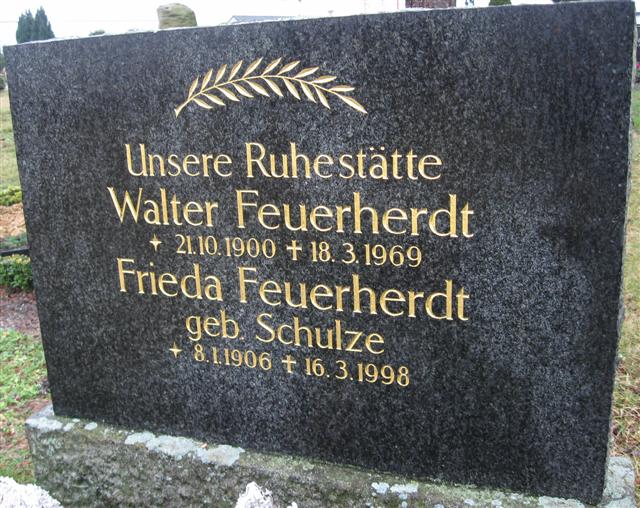 Unsere Ruhestätte
Walter Feuerherdt
✦ 21.10.1900 ✝ 18.3.1969
Frieda Feuerherdt
geb. Schulze
✦ 8.1.1906 ✝ 16.3.1998